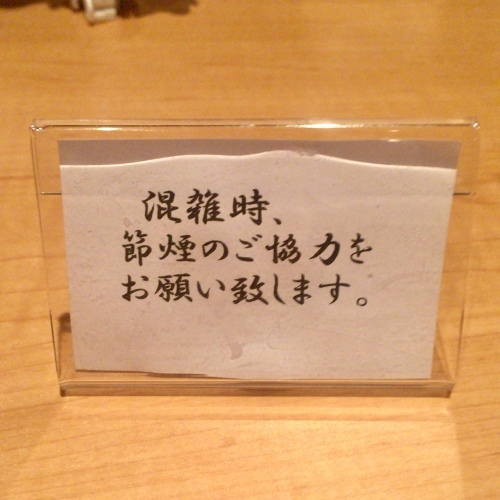 混雑時、
節煙のご協力を
お願い致します。